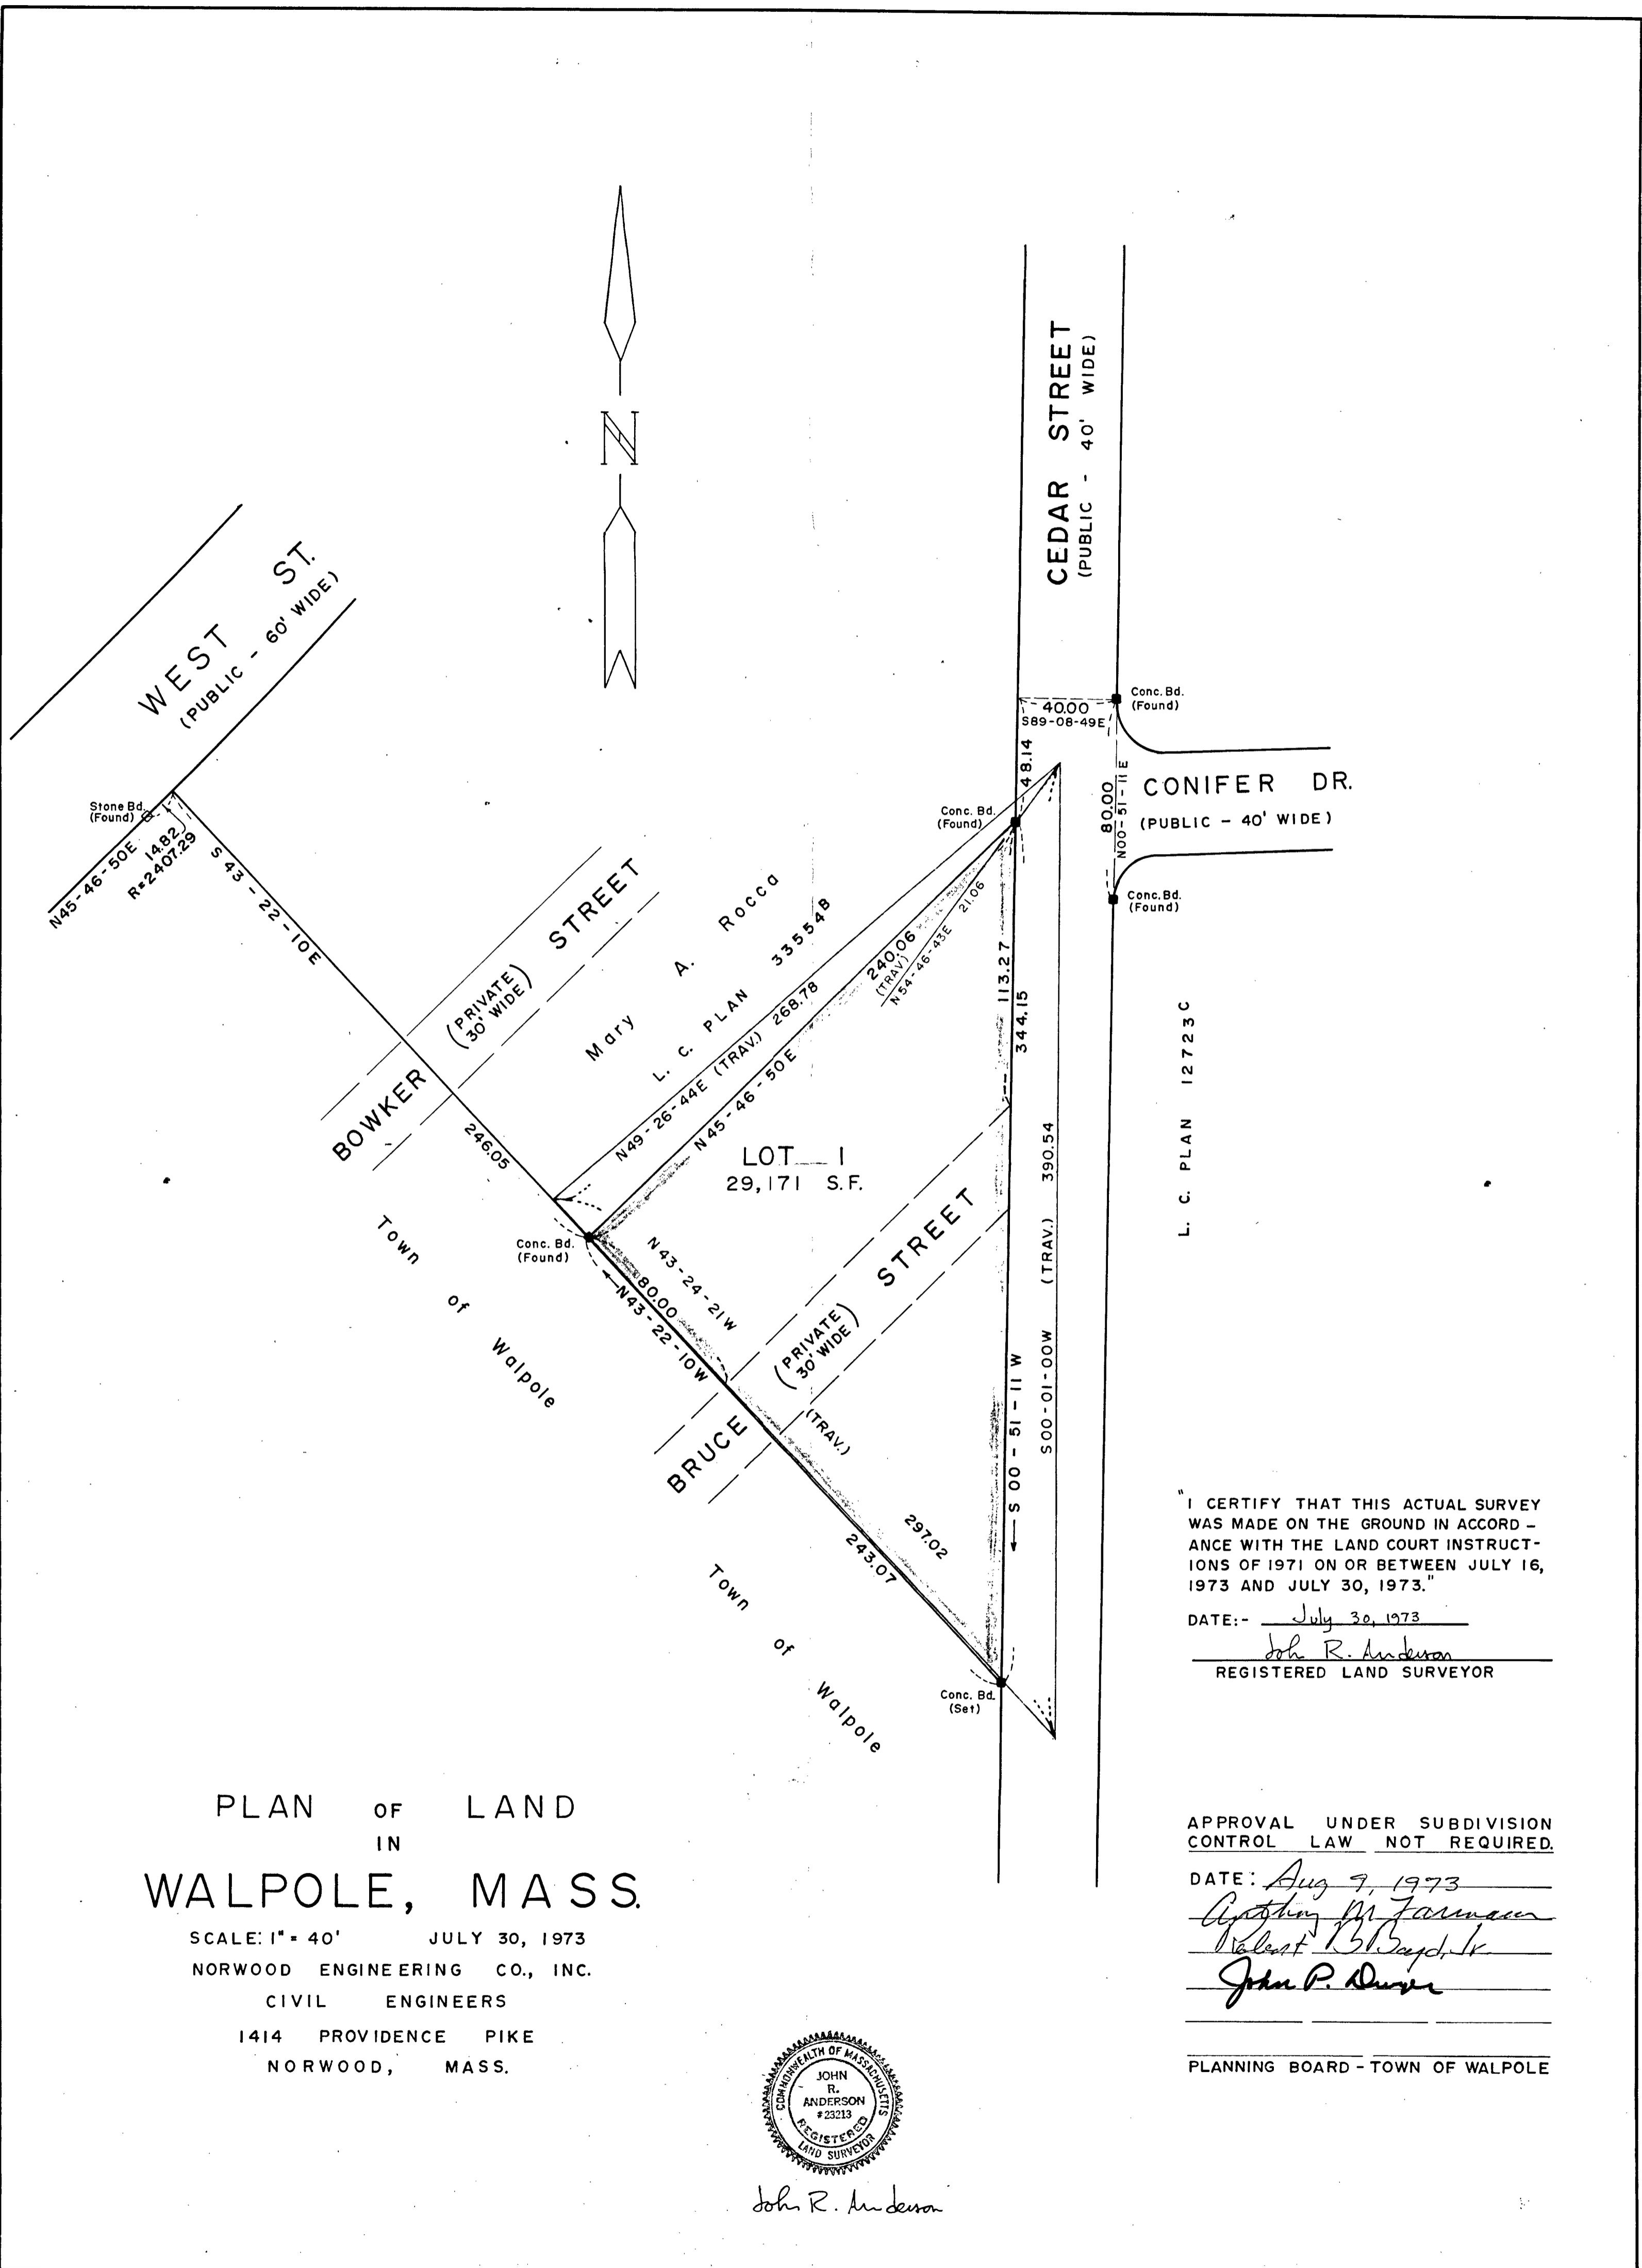 CEDAR STREET
(PUBLIC - 40' WIDE)
WEST ST.
(PUBLIC - 60' WIDE)
Stone Bd.
(Found)
N45-46-50E
14.82
R=2407.29
S 43-22-10E
246.05
N
Conc. Bd.
(Found)
40.00
S89-08-49E
48.14
80.00
N00-51-11E
CONIFER DR.
(PUBLIC - 40' WIDE)
Conc. Bd.
(Found)
Conc. Bd.
(Found)
BOWKER STREET
(PRIVATE)
(30' WIDE)
Mary A. Rocca
L. C. PLAN 33554B
N49-26-44E (TRAV.) 268.78
N 45-46-50E
240.06
(TRAV.)
N54-46-43E 21.06
113.27
344.15
L. C. PLAN 12723C
LOT 1
29,171 S.F.
S00-01-00W (TRAV.) 390.54
S 00-51-11 W
Conc. Bd.
(Found)
N43-24-21W
80.00
N43-22-10W
Town of Walpole
BRUCE STREET
(PRIVATE)
(30' WIDE)
(TRAV.)
297.02
243.07
Town of Walpole
Conc. Bd.
(Set)
"I CERTIFY THAT THIS ACTUAL SURVEY
WAS MADE ON THE GROUND IN ACCORD-
ANCE WITH THE LAND COURT INSTRUCT-
IONS OF 1971 ON OR BETWEEN JULY 16,
1973 AND JULY 30, 1973."
DATE:- July 30, 1973
John R. Anderson
REGISTERED LAND SURVEYOR
PLAN OF LAND
IN
WALPOLE, MASS.
SCALE: 1" = 40' JULY 30, 1973
NORWOOD ENGINEERING CO., INC.
CIVIL ENGINEERS
1414 PROVIDENCE PIKE
NORWOOD, MASS.
APPROVAL UNDER SUBDIVISION
CONTROL LAW NOT REQUIRED.
DATE: Aug 9, 1973
John P.
PLANNING BOARD - TOWN OF WALPOLE
COMMONWEALTH OF MASSACHUSETTS
JOHN
R.
ANDERSON
#23213
REGISTERED
LAND SURVEYOR
John R. Anderson